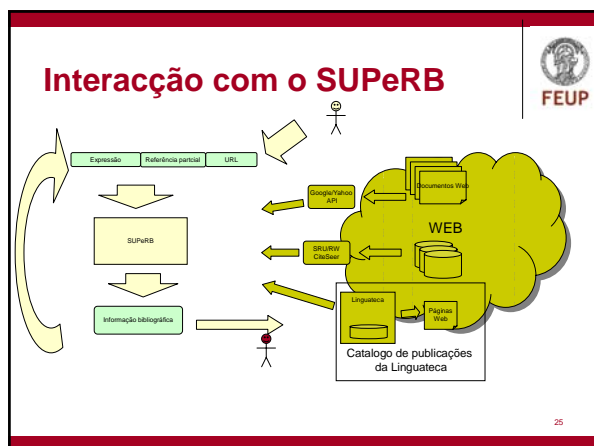 Interacção com o SUPeRB
FEUP
Expressão
Referência partcial
URL
Google/Yahoo
API
Documentos Web
WEB
SUPeRB
SRU/RW
CiteSeer
Linguateca
Páginas
Web
Informação bibliográfica
Catalogo de publicações
da Linguateca
25